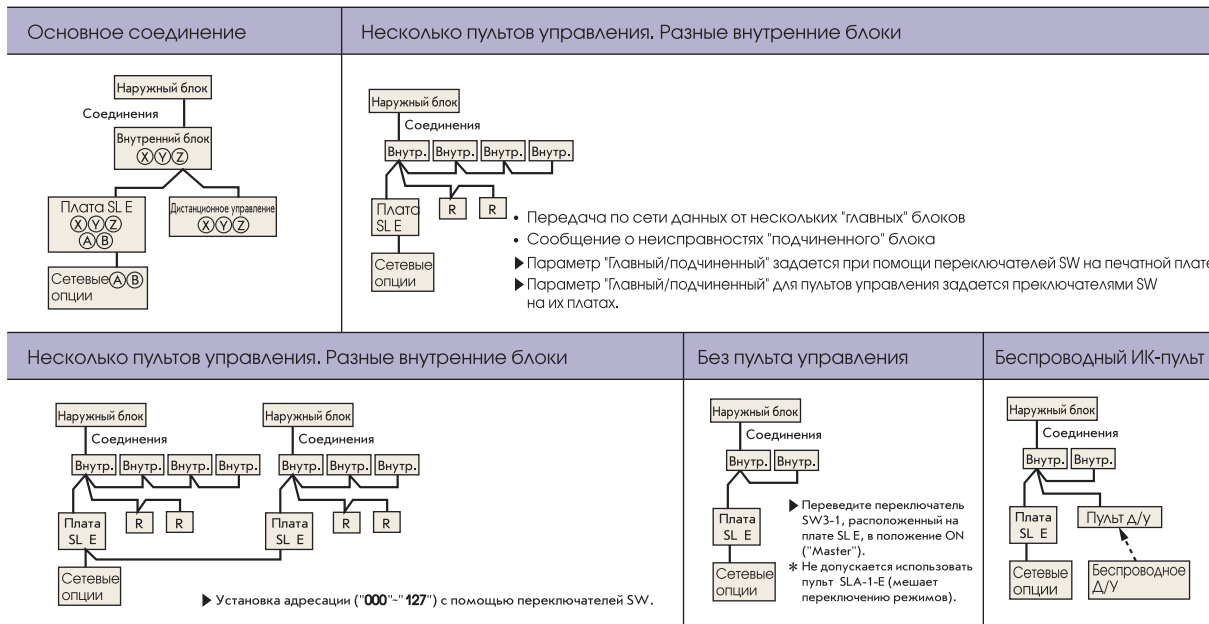 Основное соединение
Наружный блок
Соединения
Внутренний блок
Ⓧ Ⓨ Ⓩ
Плата SL E
Ⓧ Ⓨ Ⓩ
Ⓐ Ⓑ
Дистанционное управление
Ⓧ Ⓨ Ⓩ
Сетевые Ⓐ Ⓑ
опции
Несколько пультов управления. Разные внутренние блоки
Наружный блок
Соединения
Внутр. Внутр. Внутр. Внутр.
Плата
SL E
R R
Сетевые
опции
• Передача по сети данных от нескольких "главных" блоков
• Сообщение о неисправностях "подчиненного" блока
▶ Параметр "Главный/подчиненный" задается при помощи переключателей SW на печатной плате
▶ Параметр "Главный/подчиненный" для пультов управления задается преключателями SW
на их платах.
Несколько пультов управления. Разные внутренние блоки
Наружный блок
Соединения
Внутр. Внутр. Внутр. Внутр.
Плата
SL E
R R
Сетевые
опции
Наружный блок
Соединения
Внутр. Внутр. Внутр.
Плата
SL E
R R
▶ Установка адресации ("000"~"127") с помощью переключателей SW.
Без пульта управления
Наружный блок
Соединения
Внутр. Внутр.
Плата
SL E
Сетевые
опции
▶ Переведите переключатель
SW3-1, расположенный на
плате SL E, в положение ON
("Master").
* Не допускается использовать
пульт SLA-1-E (мешает
переключению режимов).
Беспроводный ИК-пульт
Наружный блок
Соединения
Внутр. Внутр.
Плата
SL E
Пульт д/у
Сетевые
опции
Беспроводное
Д/У